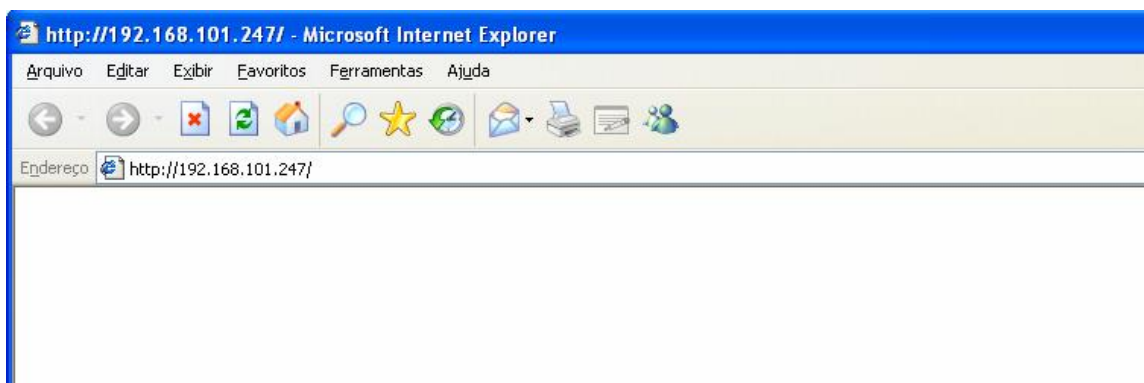 http://192.168.101.247/ - Microsoft Internet Explorer
Arquivo Editar Exibir Favoritos Ferramentas Ajuda
Endereço http://192.168.101.247/